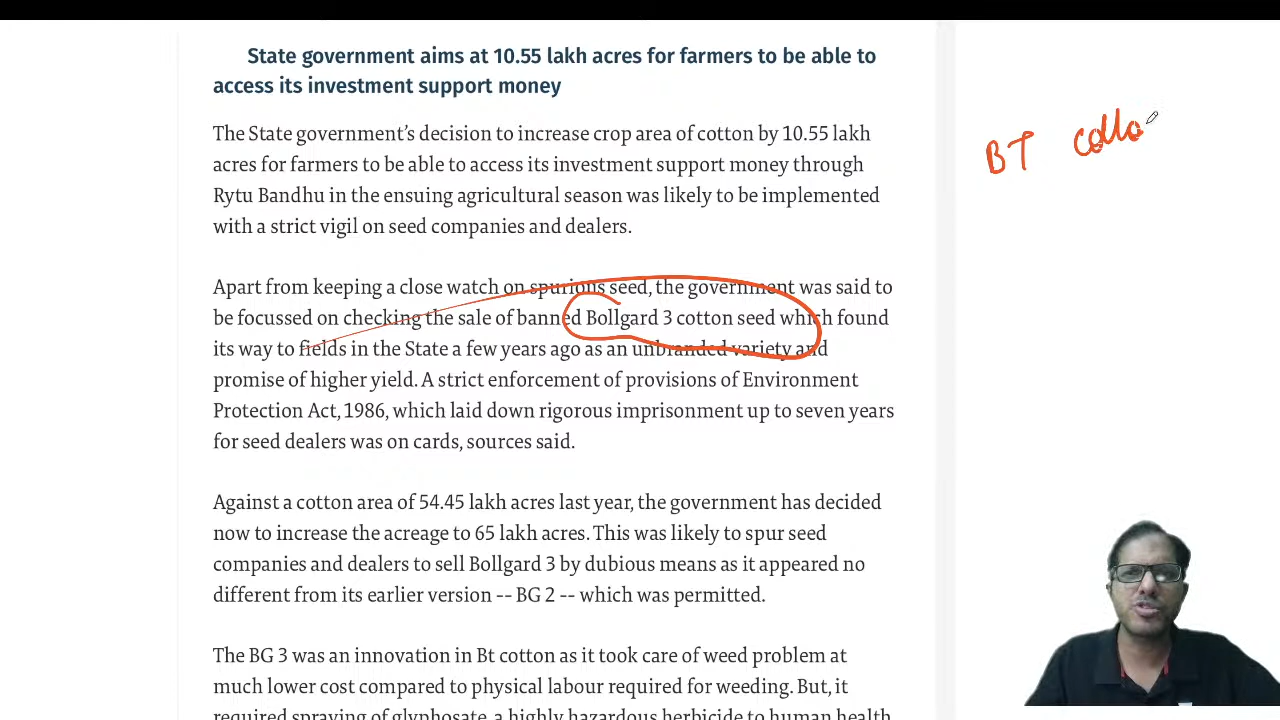 State government aims at 10.55 lakh acres for farmers to be able to
access its investment support money
The State government's decision to increase crop area of cotton by 10.55 lakh
acres for farmers to be able to access its investment support money through
Rytu Bandhu in the ensuing agricultural season was likely to be implemented
with a strict vigil on seed companies and dealers.
Apart from keeping a close watch on spurious seed, the government was said to
be focussed on checking the sale of banned Bollgard 3 cotton seed which found
its way to fields in the State a few years ago as an unbranded variety and
promise of higher yield. A strict enforcement of provisions of Environment
Protection Act, 1986, which laid down rigorous imprisonment up to seven years
for seed dealers was on cards, sources said.
Against a cotton area of 54.45 lakh acres last year, the government has decided
now to increase the acreage to 65 lakh acres. This was likely to spur seed
companies and dealers to sell Bollgard 3 by dubious means as it appeared no
different from its earlier version -- BG 2 -- which was permitted.
The BG 3 was an innovation in Bt cotton as it took care of weed problem at
much lower cost compared to physical labour required for weeding. But, it
required spraying of glyphosate, a highly hazardous herbicide to human health
BT cotto